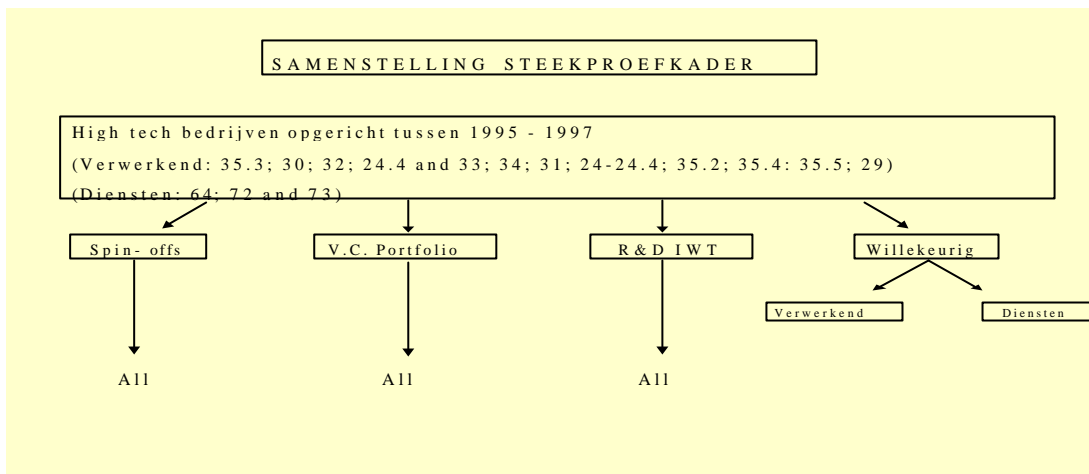 SAMENSTELLING STEEKPROEFKADER
High tech bedrijven opgericht tussen 1995 - 1997
(Verwerkend: 35.3; 30; 32; 24.4 and 33; 34; 31; 24-24.4; 35.2; 35.4: 35.5; 29)
(Diensten: 64; 72 and 73)
Spin- offs
V.C. Portfolio
R&D IWT
Willekeurig
Verwerkend
Diensten
All
All
All